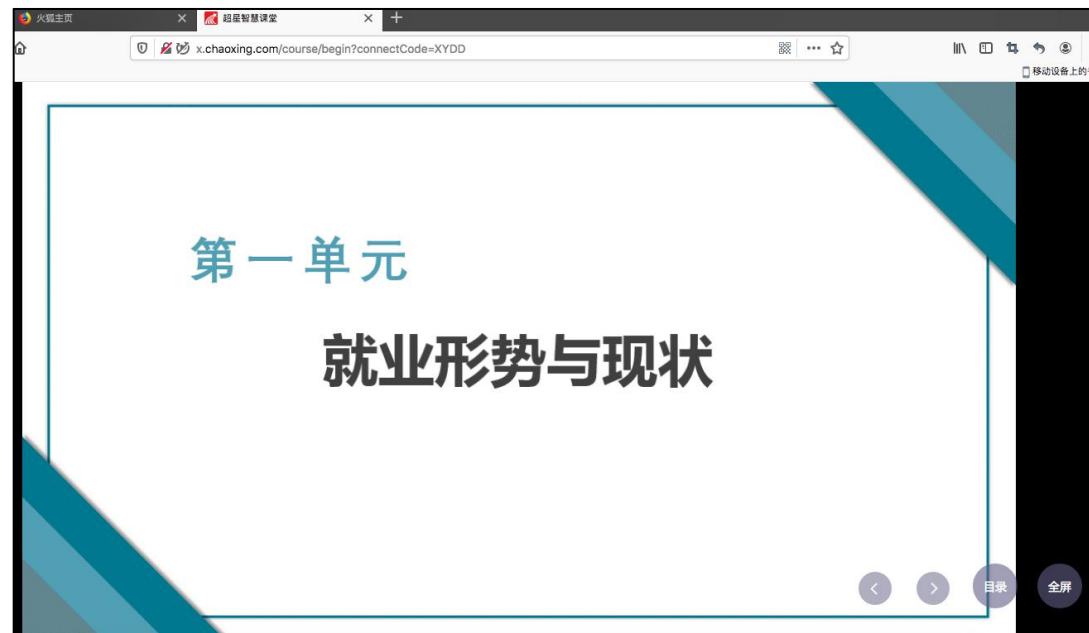 火狐主页
超星智慧课堂
x.chaoxing.com/course/begin?connectCode=XYDD
移动设备上的
第一单元
就业形势与现状
目录
全屏